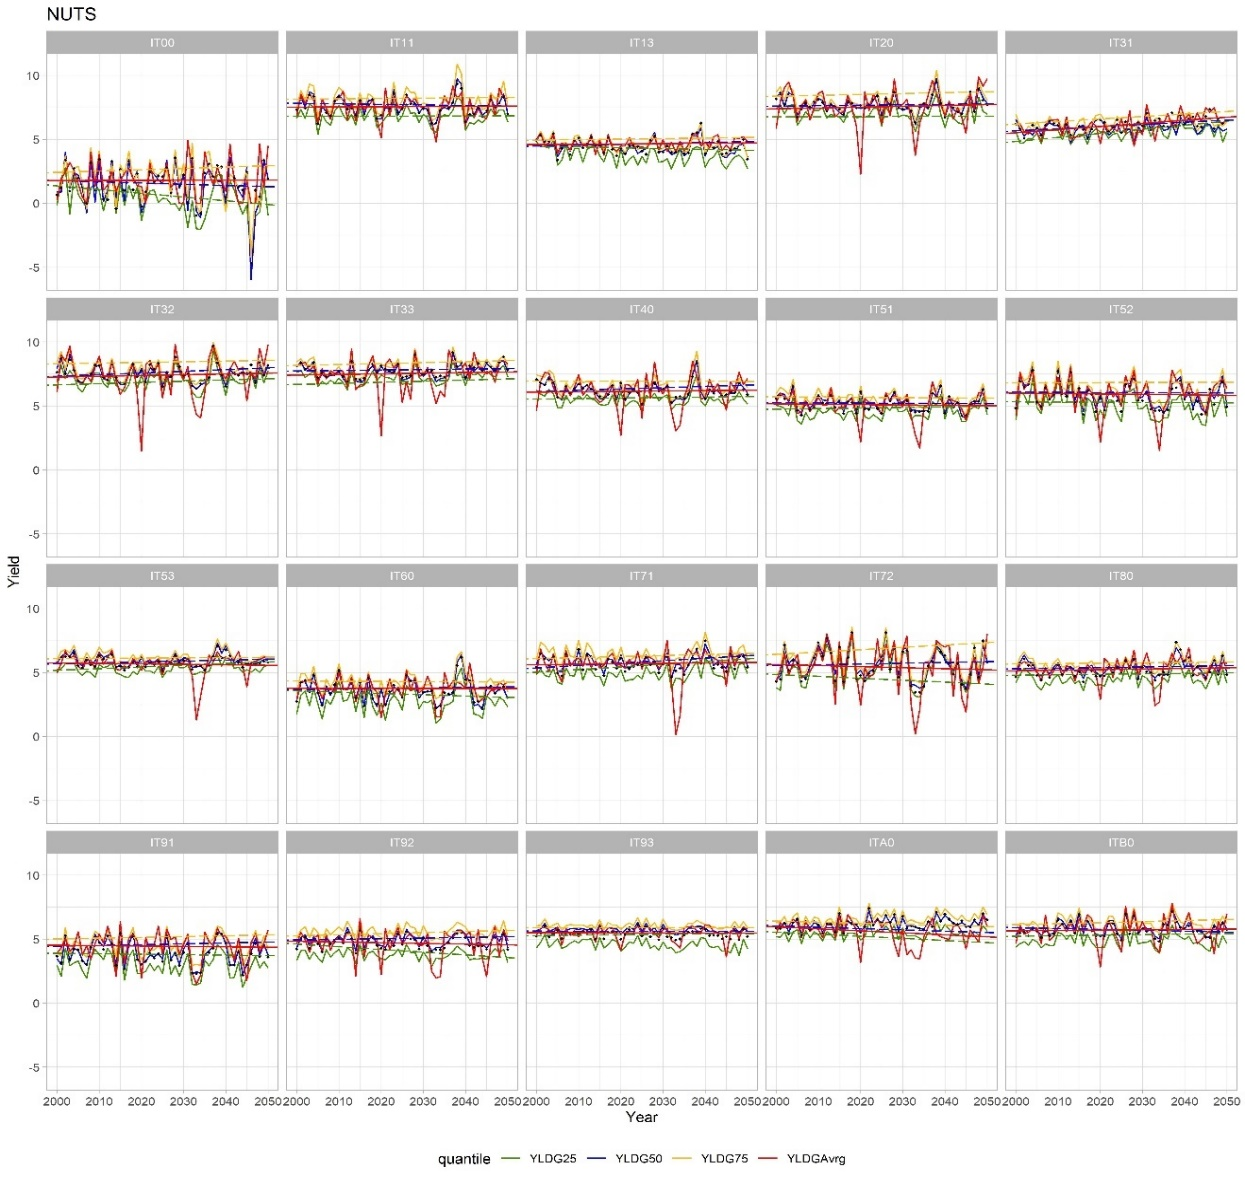 NUTS
IT00 IT11 IT13 IT20 IT31
10
5
0
-5
IT32 IT33 IT40 IT51 IT52
10
5
0
-5
Yield
IT53 IT60 IT71 IT72 IT80
10
5
0
-5
IT91 IT92 IT93 ITA0 ITB0
10
5
0
-5
2000 2010 2020 2030 2040 2050 2000 2010 2020 2030 2040 2050 2000 2010 2020 2030 2040 2050 2000 2010 2020 2030 2040 2050 2000 2010 2020 2030 2040 2050
Year
quantile YLDG25 YLDG50 YLDG75 YLDGAvrg